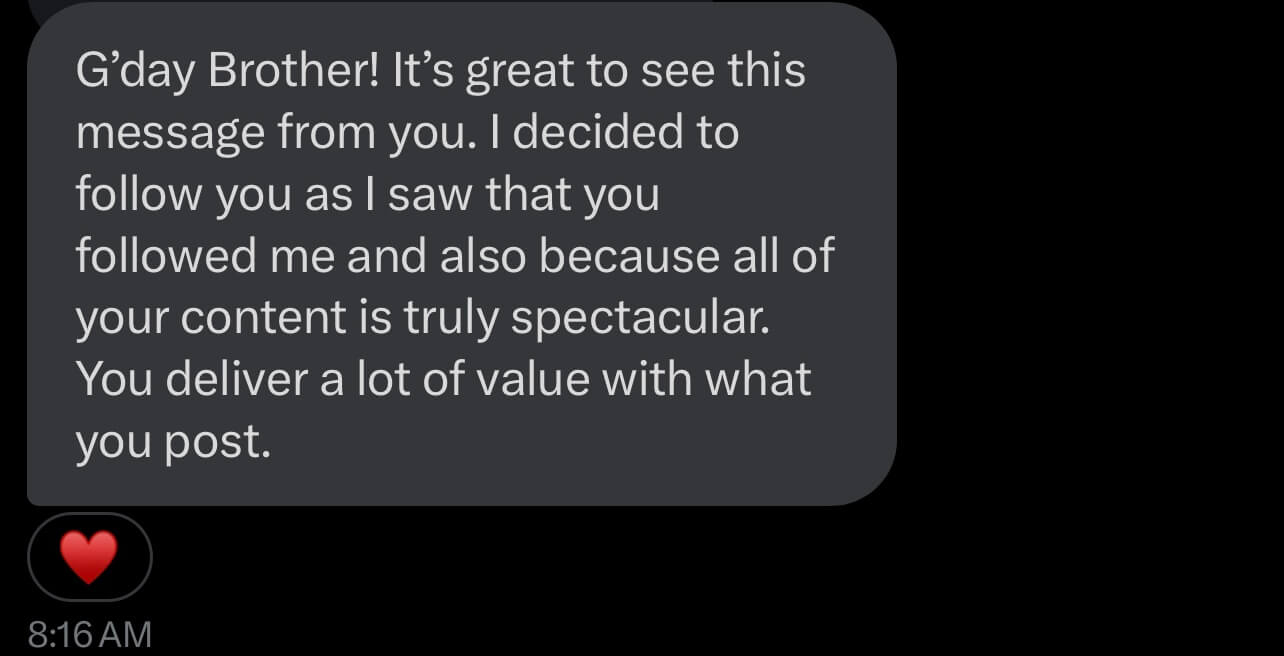 G’day Brother! It’s great to see this
message from you. I decided to
follow you as I saw that you
followed me and also because all of
your content is truly spectacular.
You deliver a lot of value with what
you post.
8:16 AM